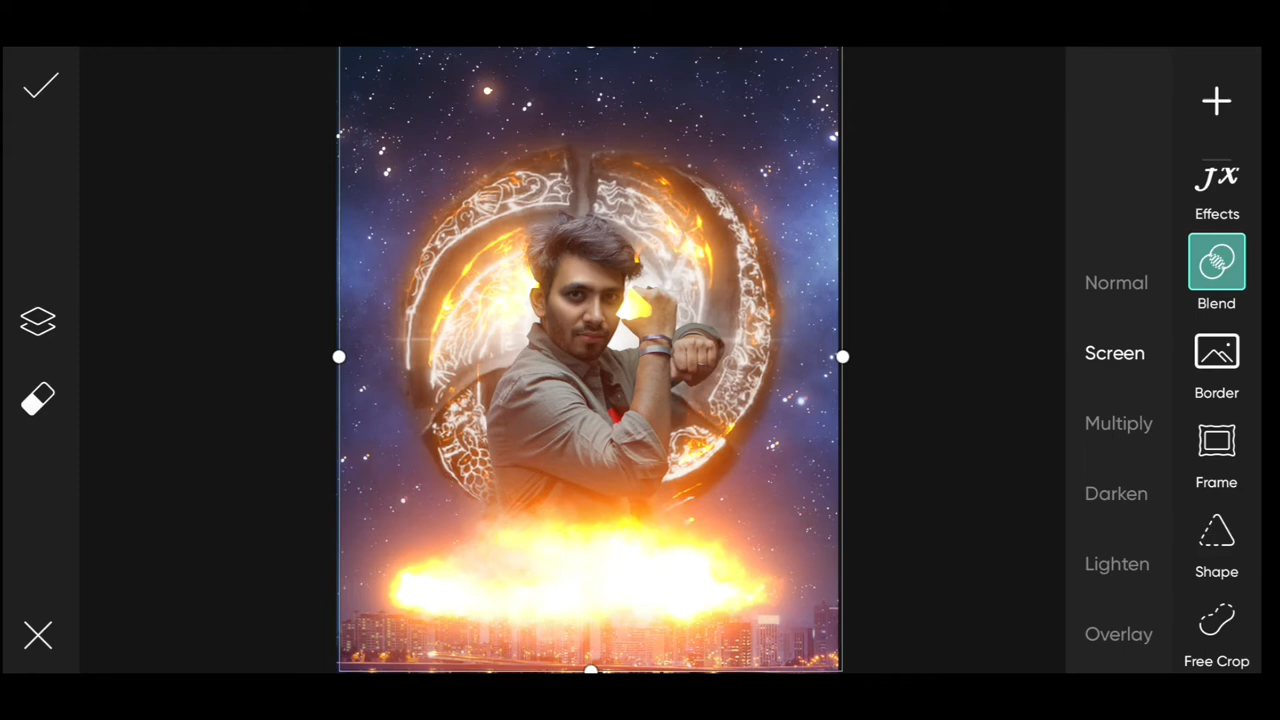 Normal
Screen
Multiply
Darken
Lighten
Overlay
Effects
Blend
Border
Frame
Shape
Free Crop